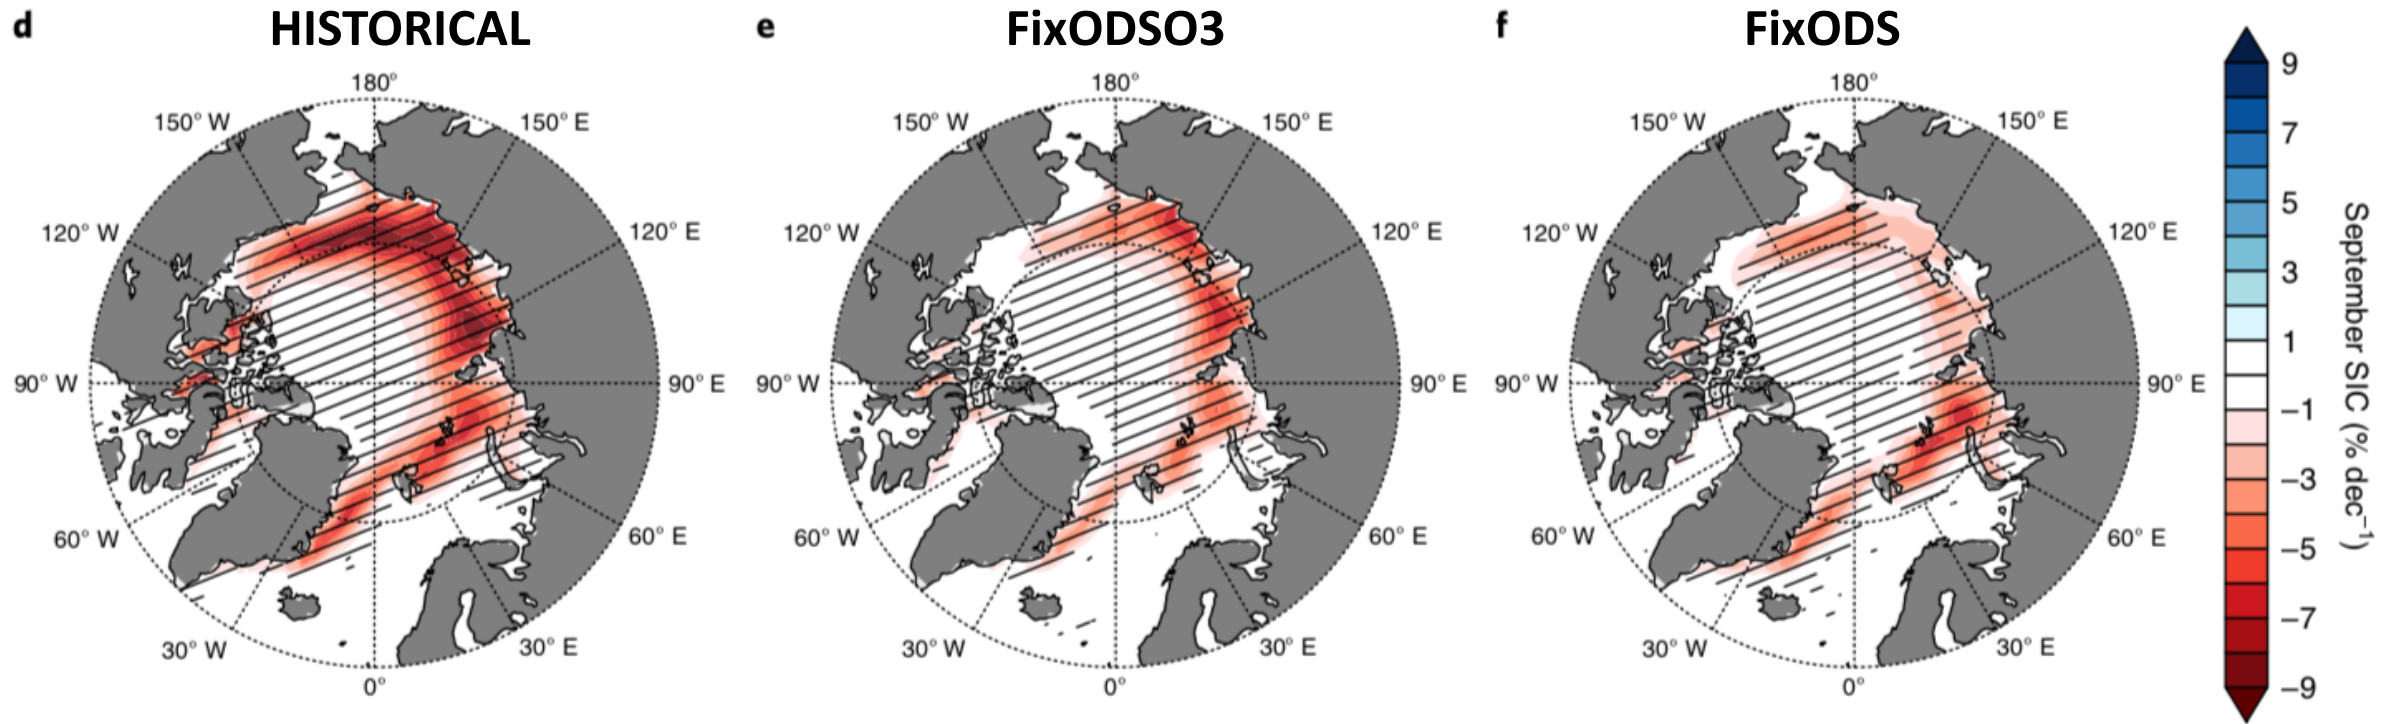 d HISTORICAL
180°
150° W
150° E
120° W
120° E
90° W
90° E
60° W
60° E
30° W
30° E
0°
e FixODSO3
180°
150° W
150° E
120° W
120° E
90° W
90° E
60° W
60° E
30° W
30° E
0°
f FixODS
180°
150° W
150° E
120° W
120° E
90° W
90° E
60° W
60° E
30° W
30° E
0°
9
7
5
3
1
−1
−3
−5
−7
−9
September SIC (% dec⁻¹)